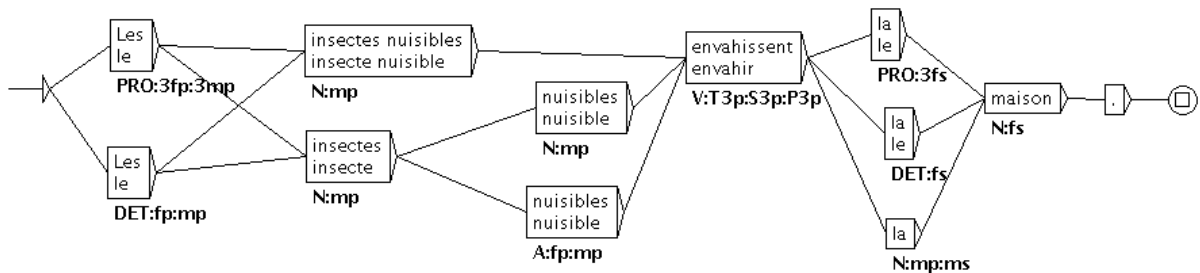 Les
le
PRO:3fp:3mp
Les
le
DET:fp:mp
insectes nuisibles
insecte nuisible
N:mp
insectes
insecte
N:mp
nuisibles
nuisible
N:mp
nuisibles
nuisible
A:fp:mp
envahissent
envahir
V:T3p:S3p:P3p
la
le
PRO:3fs
la
le
DET:fs
la
N:mp:ms
maison
N:fs
.